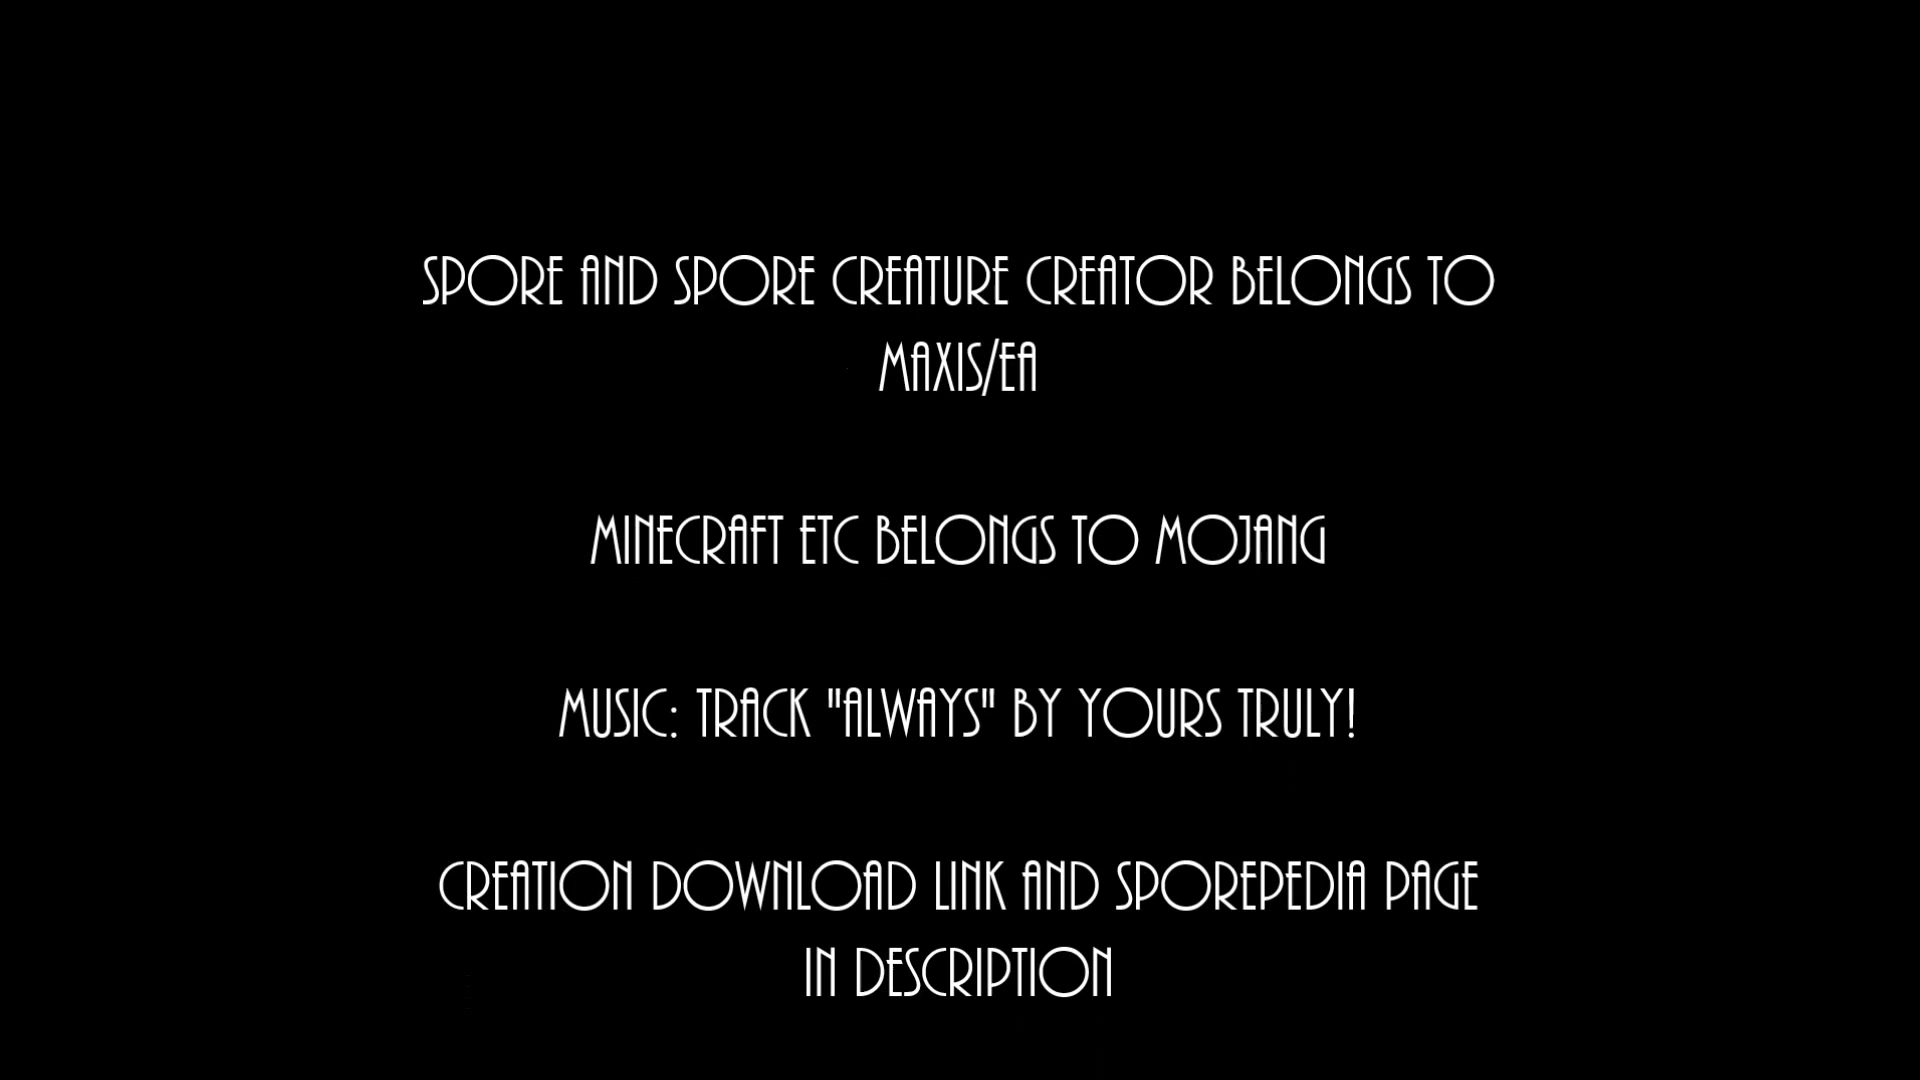 SPORE AND SPORE CREATURE CREATOR BELONGS TO
MAXIS/EA
MINECRAFT ETC BELONGS TO MOJANG
MUSIC: TRACK "ALWAYS" BY YOURS TRULY!
CREATION DOWNLOAD LINK AND SPOREPEDIA PAGE
IN DESCRIPTION